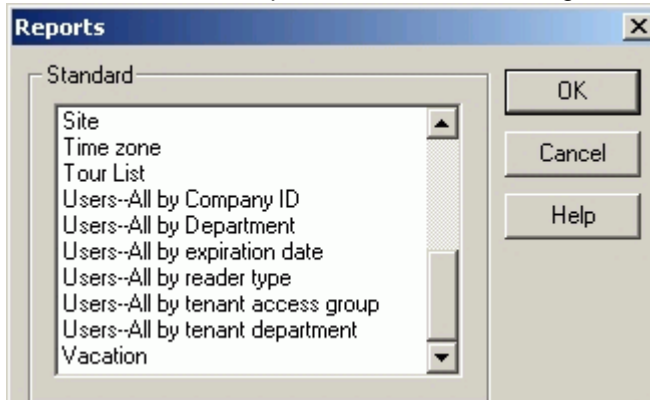 Reports
Standard
Site
Time zone
Tour List
Users--All by Company ID
Users--All by Department
Users--All by expiration date
Users--All by reader type
Users--All by tenant access group
Users--All by tenant department
Vacation
OK
Cancel
Help